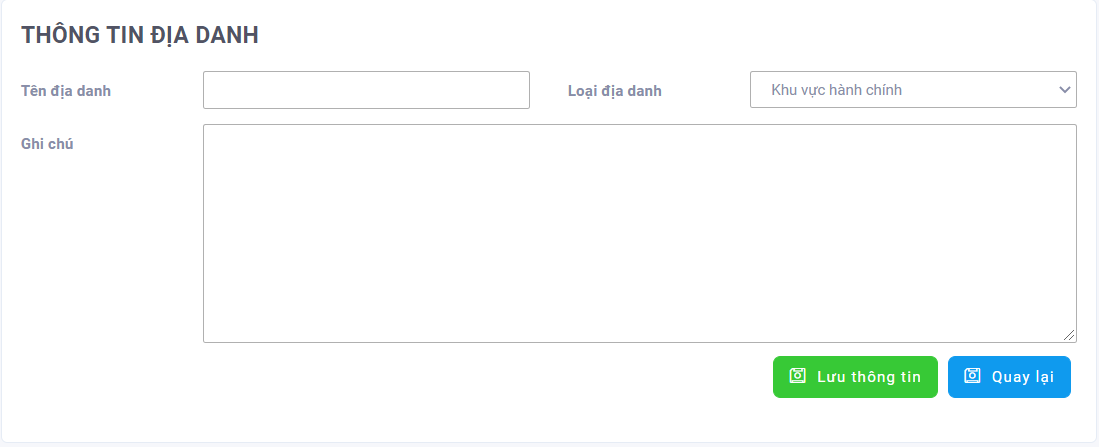 THÔNG TIN ĐỊA DANH
Tên địa danh
Loại địa danh
Khu vực hành chính
Ghi chú
Lưu thông tin
Quay lại